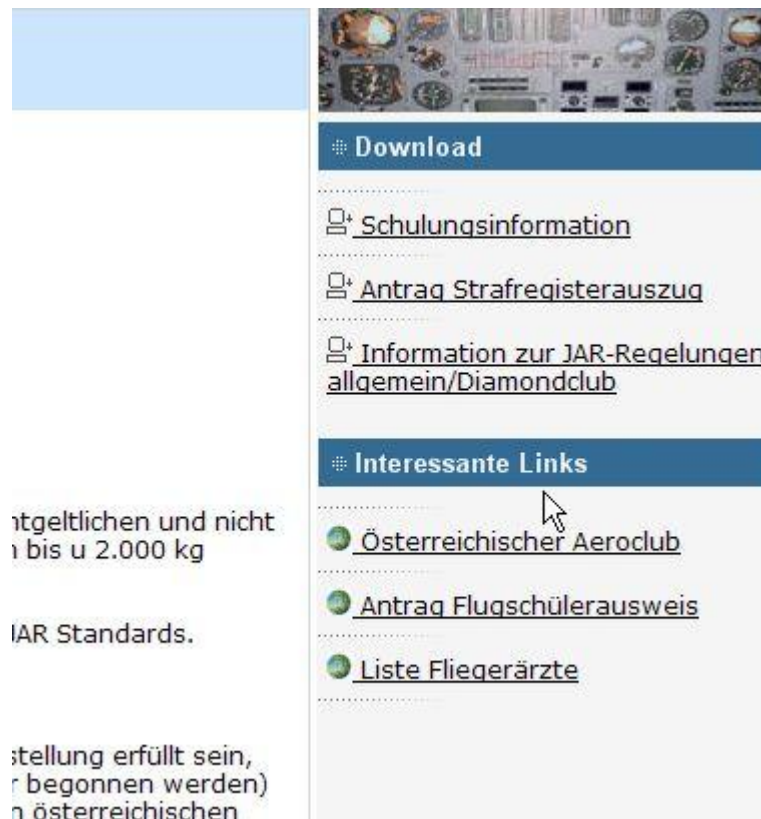 Download
Schulungsinformation
Antrag Strafregisterauszug
Information zur JAR-Regelungen
allgemein/Diamondclub
Interessante Links
Österreichischer Aeroclub
Antrag Flugschülerausweis
Liste Fliegerärzte
ntgeltlichen und nicht
bis u 2.000 kg
JAR Standards.
stellung erfüllt sein,
r begonnen werden)
n österreichischen